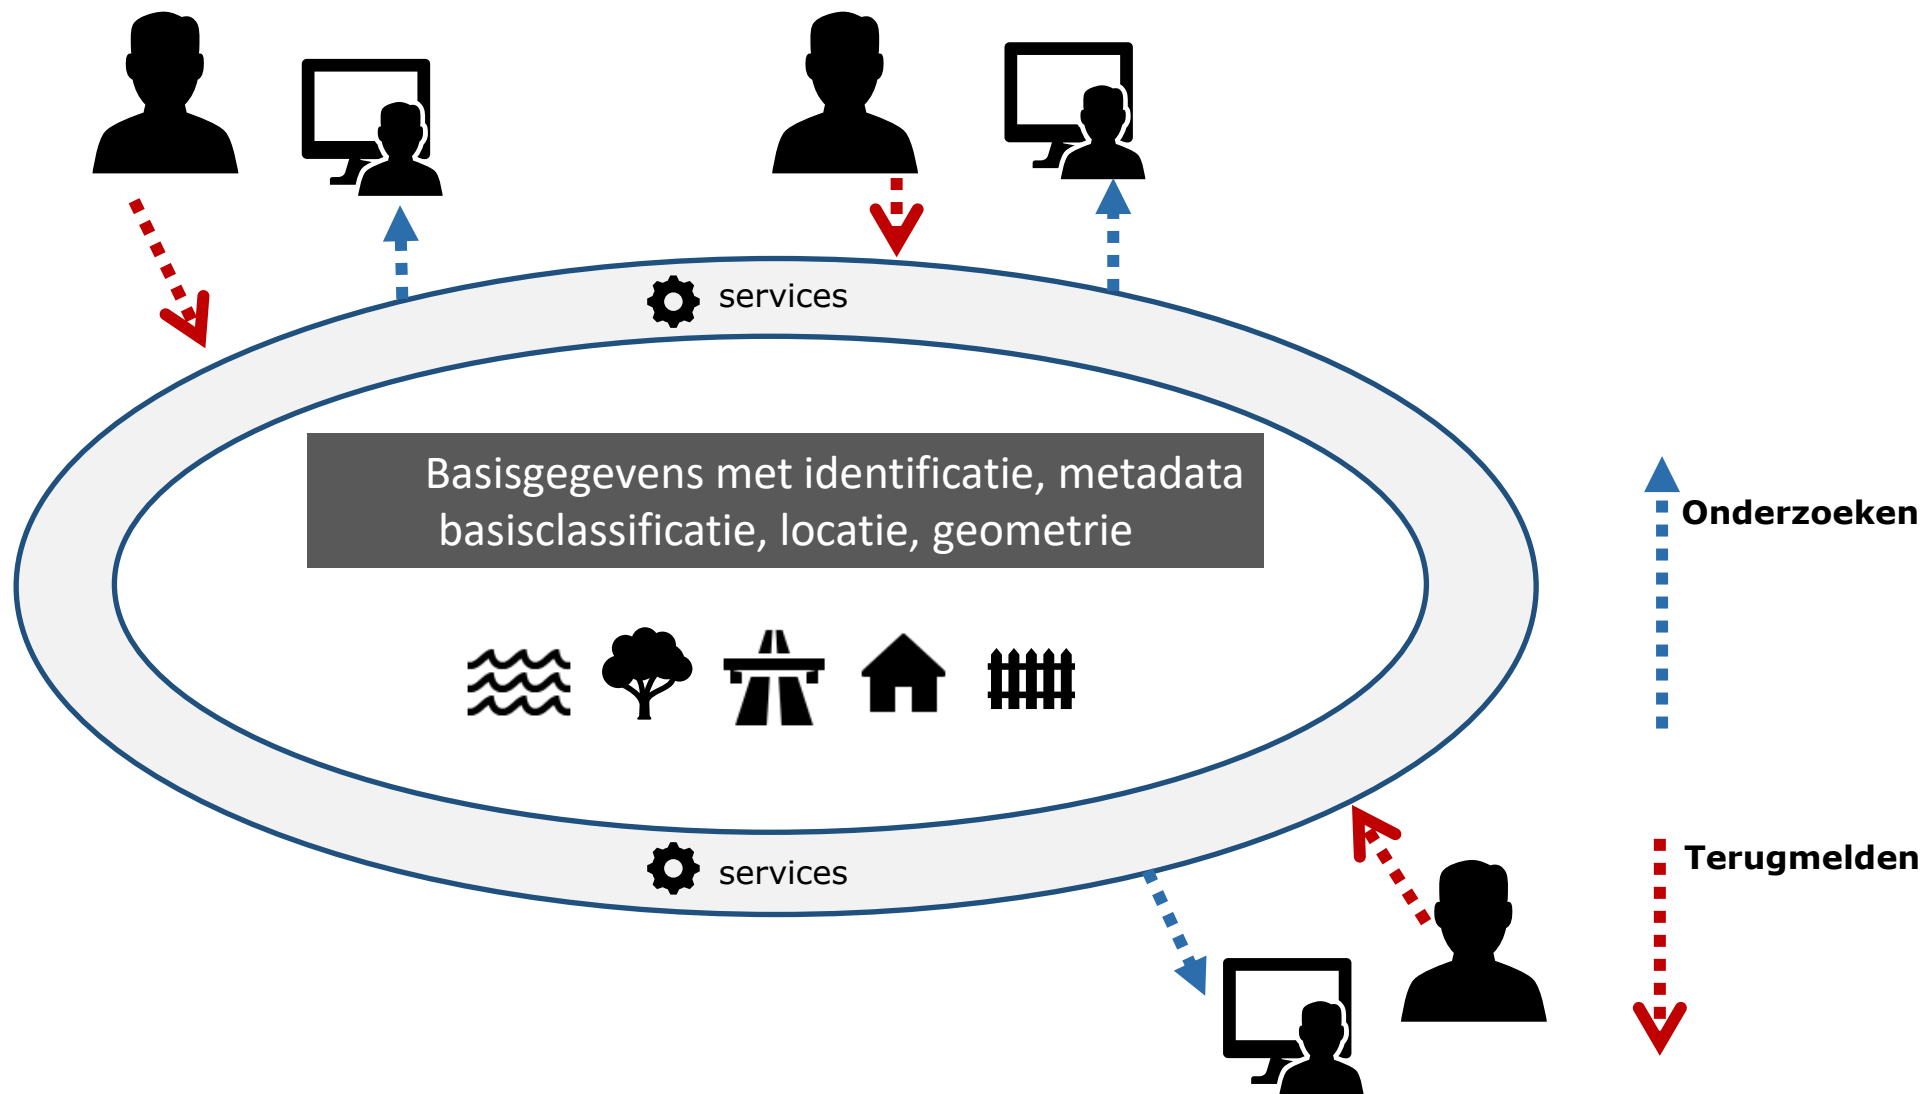 services
Basisgegevens met identificatie, metadata
basisclassificatie, locatie, geometrie
Onderzoeken
Terugmelden
services